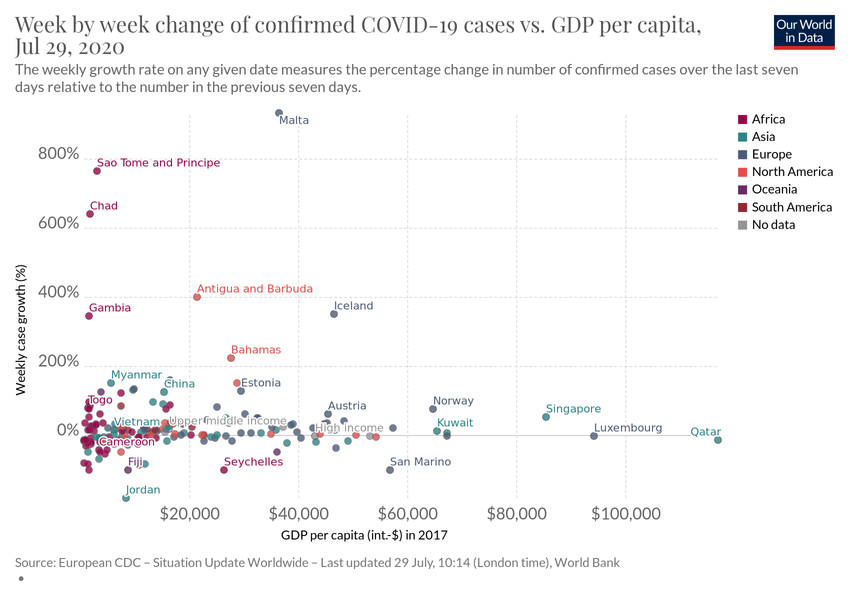 Week by week change of confirmed COVID-19 cases vs. GDP per capita,
Jul 29, 2020
Our World
in Data
The weekly growth rate on any given date measures the percentage change in number of confirmed cases over the last seven
days relative to the number in the previous seven days.
Malta
Africa
Asia
Europe
North America
Oceania
South America
No data
800%
Sao Tome and Principe
600%
Chad
400%
Antigua and Barbuda
Gambia
Iceland
200%
Bahamas
Myanmar
China
Estonia
Togo
Austria
Norway
Singapore
Vietnam
Upper middle income
High income
Kuwait
Luxembourg
Qatar
0%
Cameroon
Fiji
Seychelles
San Marino
Jordan
Weekly case growth (%)
$20,000
$40,000
$60,000
$80,000
$100,000
GDP per capita (int.-$) in 2017
Source: European CDC – Situation Update Worldwide – Last updated 29 July, 10:14 (London time), World Bank